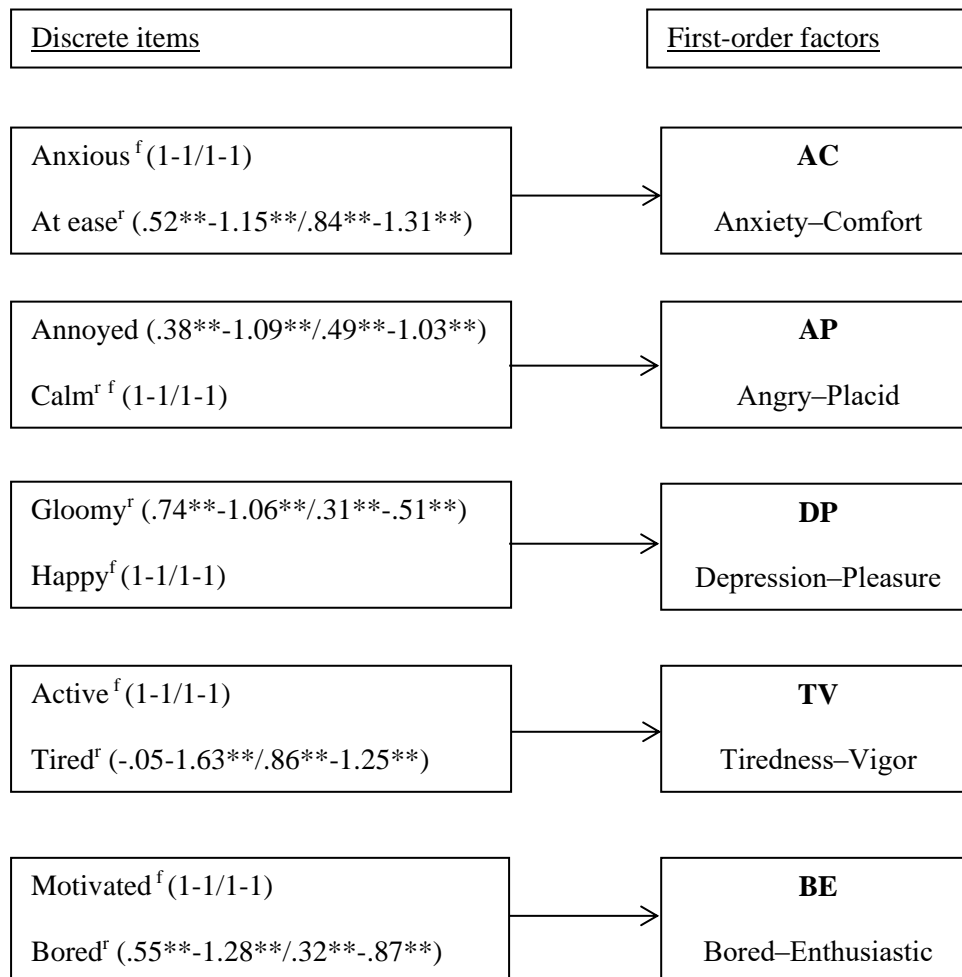 Discrete items
First-order factors
Anxious f (1-1/1-1)
At ease r (.52**-1.15**/.84**-1.31**)
AC
Anxiety–Comfort
Annoyed (.38**-1.09**/.49**-1.03**)
Calm r f (1-1/1-1)
AP
Angry–Placid
Gloomy r (.74**-1.06**/.31**-.51**)
Happy f (1-1/1-1)
DP
Depression–Pleasure
Active f (1-1/1-1)
Tired r (-.05-1.63**/.86**-1.25**)
TV
Tiredness–Vigor
Motivated f (1-1/1-1)
Bored r (.55**-1.28**/.32**-.87**)
BE
Bored–Enthusiastic